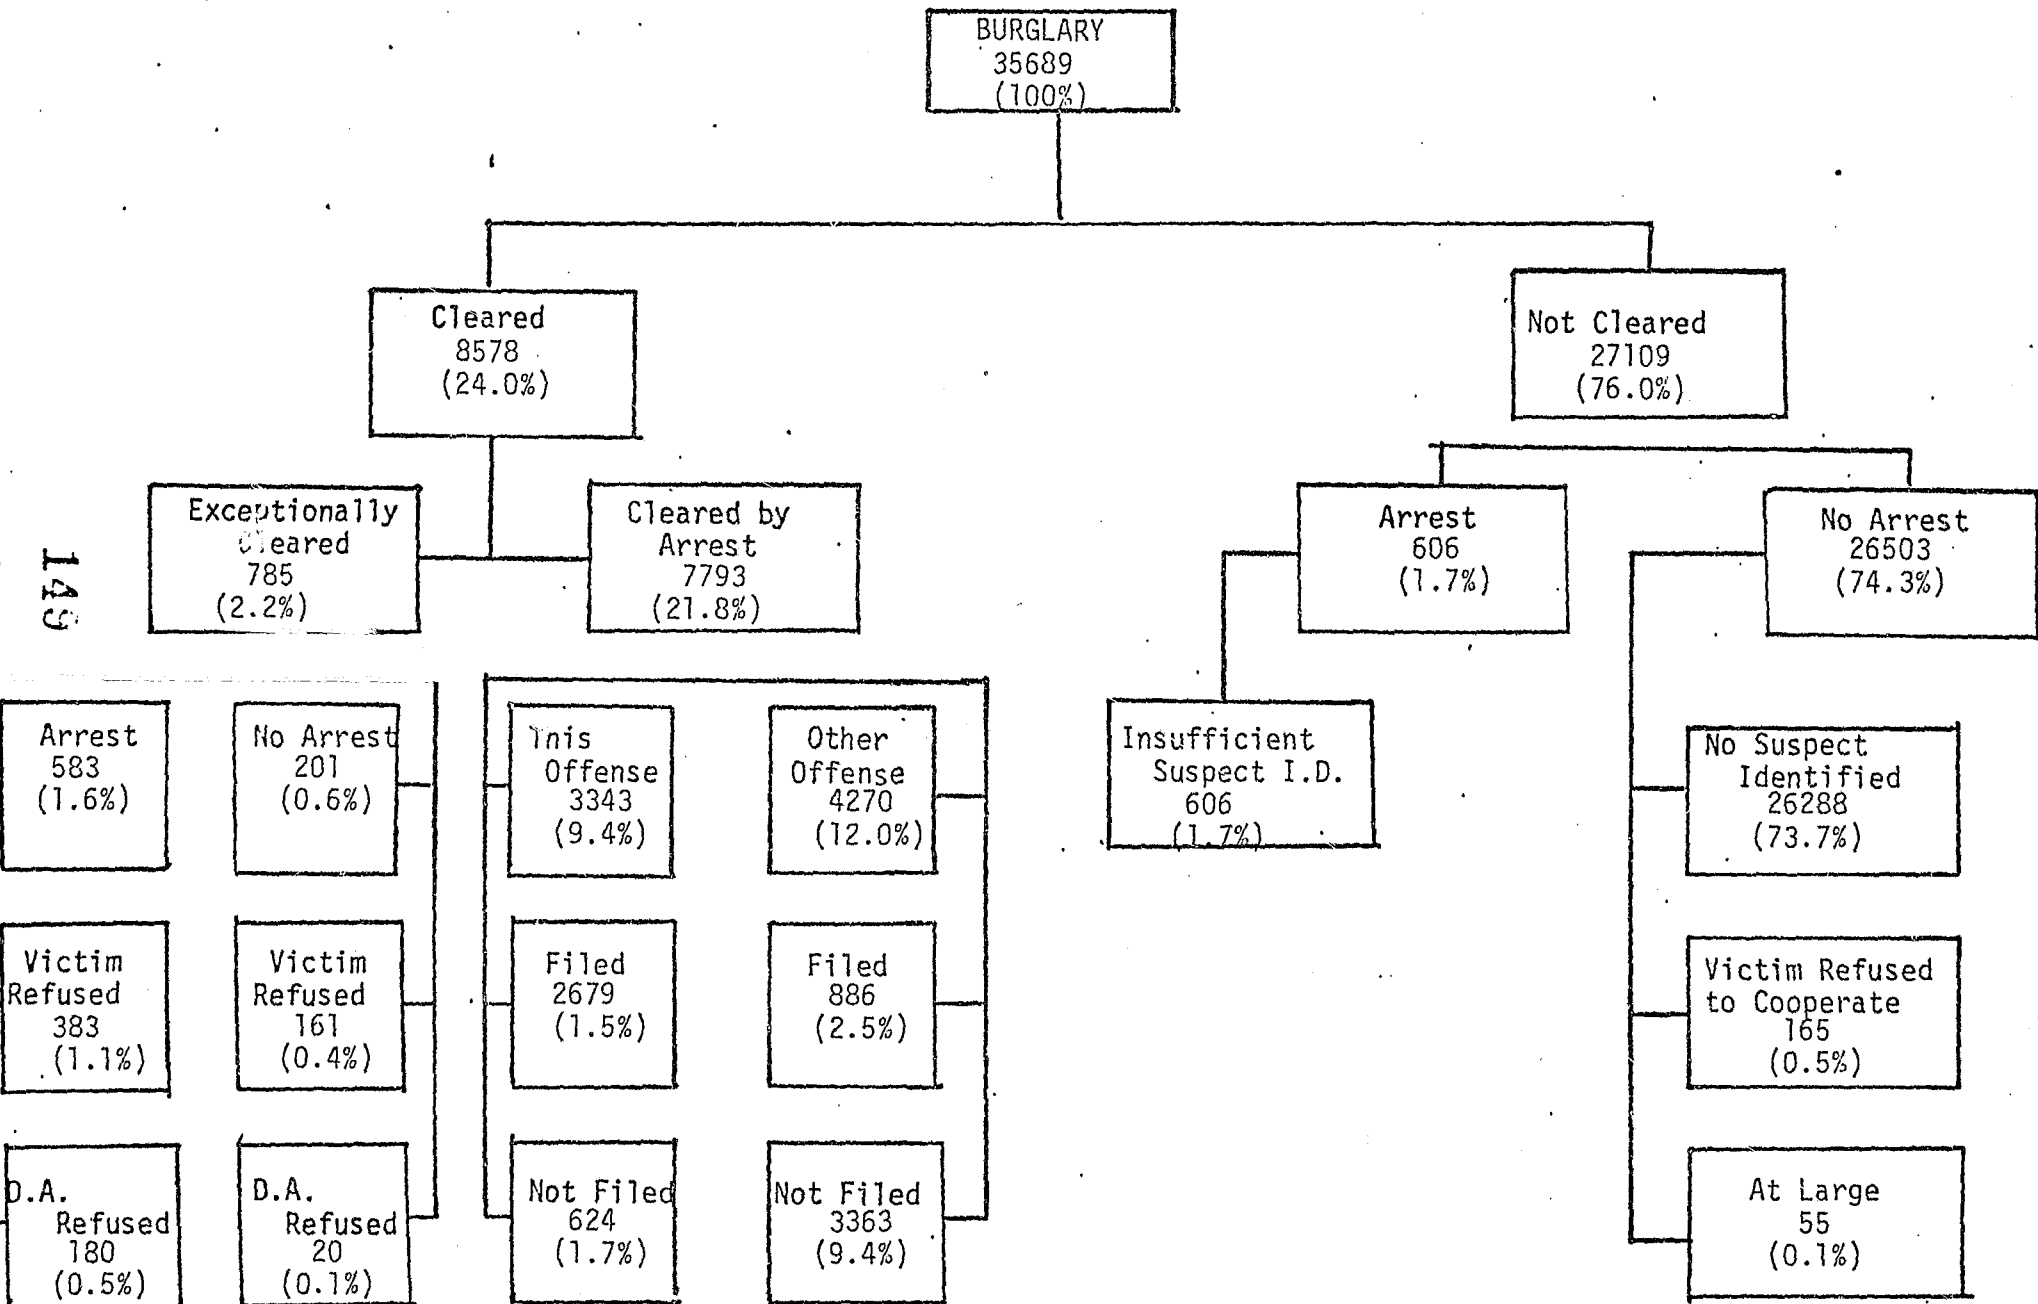 BURGLARY
35689
(100%)
Cleared
8578
(24.0%)
Not Cleared
27109
(76.0%)
Exceptionally
Cleared
785
(2.2%)
Cleared by
Arrest
7793
(21.8%)
Arrest
606
(1.7%)
No Arrest
26503
(74.3%)
149
Arrest
583
(1.6%)
No Arrest
201
(0.6%)
This
Offense
3343
(9.4%)
Other
Offense
4270
(12.0%)
Insufficient
Suspect I.D.
606
(1.7%)
No Suspect
Identified
26288
(73.7%)
Victim
Refused
383
(1.1%)
Victim
Refused
161
(0.4%)
Filed
2679
(1.5%)
Filed
886
(2.5%)
Victim Refused
to Cooperate
165
(0.5%)
D.A.
Refused
180
(0.5%)
D.A.
Refused
20
(0.1%)
Not Filed
624
(1.7%)
Not Filed
3363
(9.4%)
At Large
55
(0.1%)